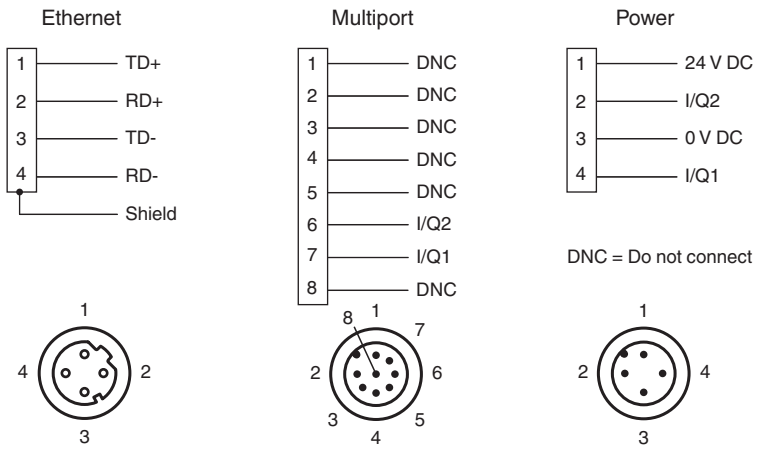 Ethernet
1 TD+
2 RD+
3 TD-
4 RD-
Shield
1
4 2
3
Multiport
1 DNC
2 DNC
3 DNC
4 DNC
5 DNC
6 I/Q2
7 I/Q1
8 DNC
8 1 7
2 6
3 5
4
Power
1 24 V DC
2 I/Q2
3 0 V DC
4 I/Q1
DNC = Do not connect
1
2 4
3